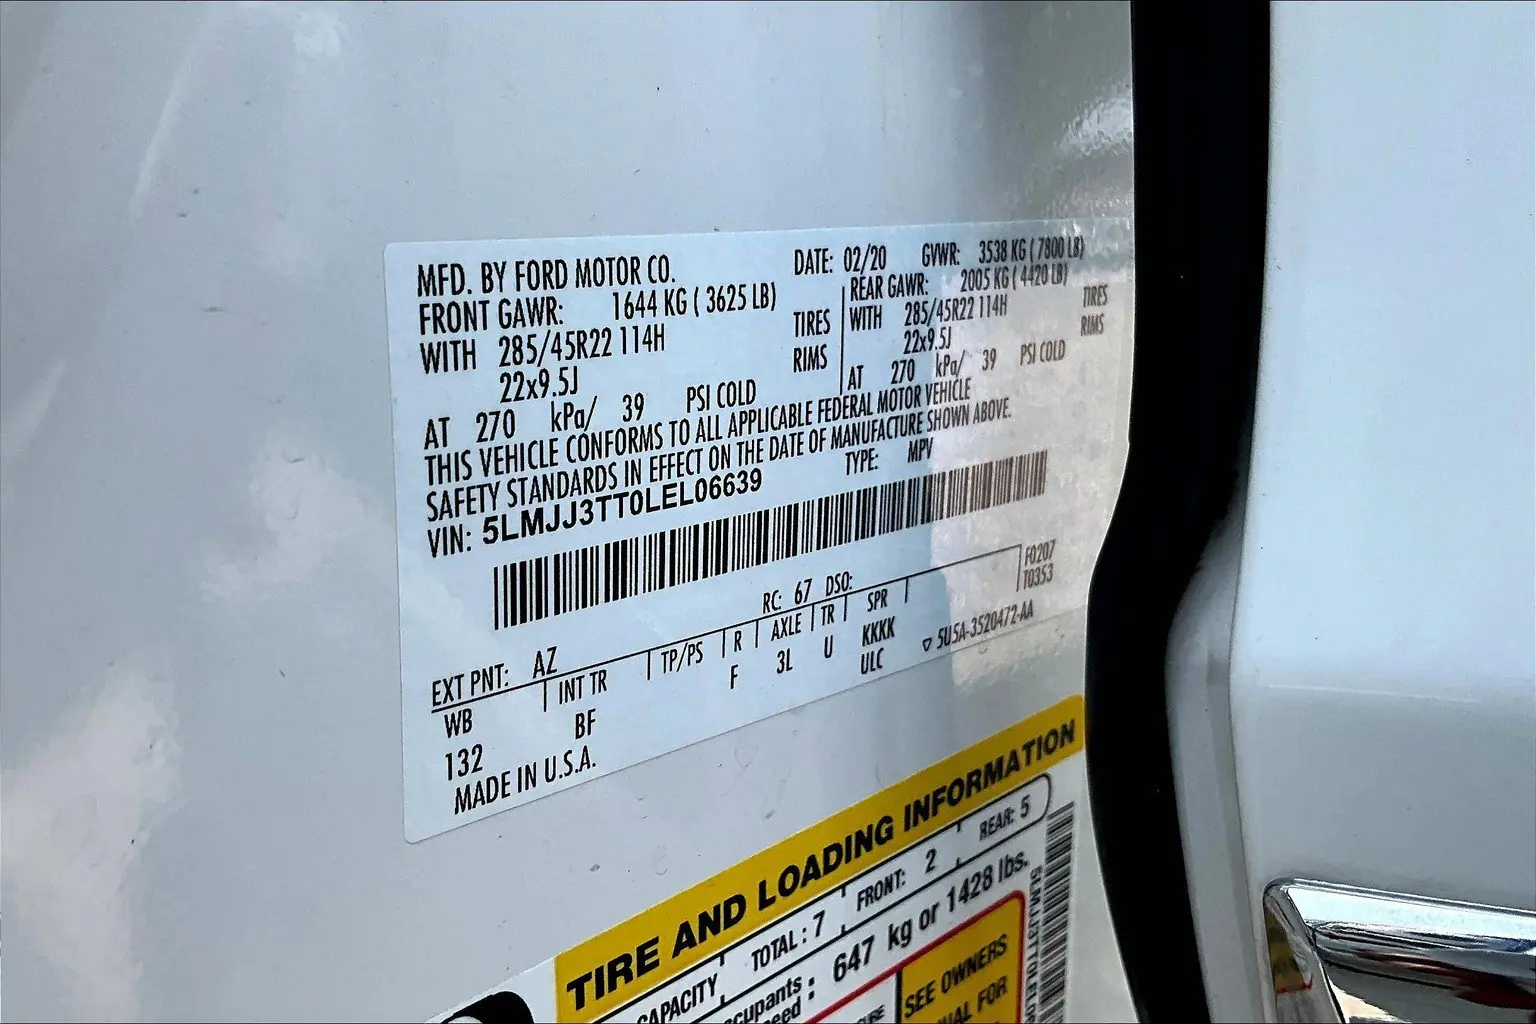 MFD. BY FORD MOTOR CO. DATE: 02/20 GVWR: 3538 KG ( 7800 LB)
FRONT GAWR: 1644 KG ( 3625 LB) REAR GAWR: 2005 KG ( 4420 LB)
WITH 285/45R22 114H TIRES WITH 285/45R22 114H TIRES
22x9.5J RIMS 22x9.5J RIMS
AT 270 kPa/ 39 PSI COLD AT 270 kPa/ 39 PSI COLD
THIS VEHICLE CONFORMS TO ALL APPLICABLE FEDERAL MOTOR VEHICLE
SAFETY STANDARDS IN EFFECT ON THE DATE OF MANUFACTURE SHOWN ABOVE.
VIN: 5LMJJ3TT0LEL06639 TYPE: MPV
F0207
T0353
EXT PNT: AZ RC: 67 DSO:
WB INT TR TP/PS R AXLE TR SPR
132 BF F 3L U KKKK
ULC
5U5A-3520472-AA
MADE IN U.S.A.
TIRE AND LOADING INFORMATION
CAPACITY TOTAL: 7 FRONT: 2 REAR: 5
: 647 kg or 1428 lbs.
SEE OWNERS
FOR